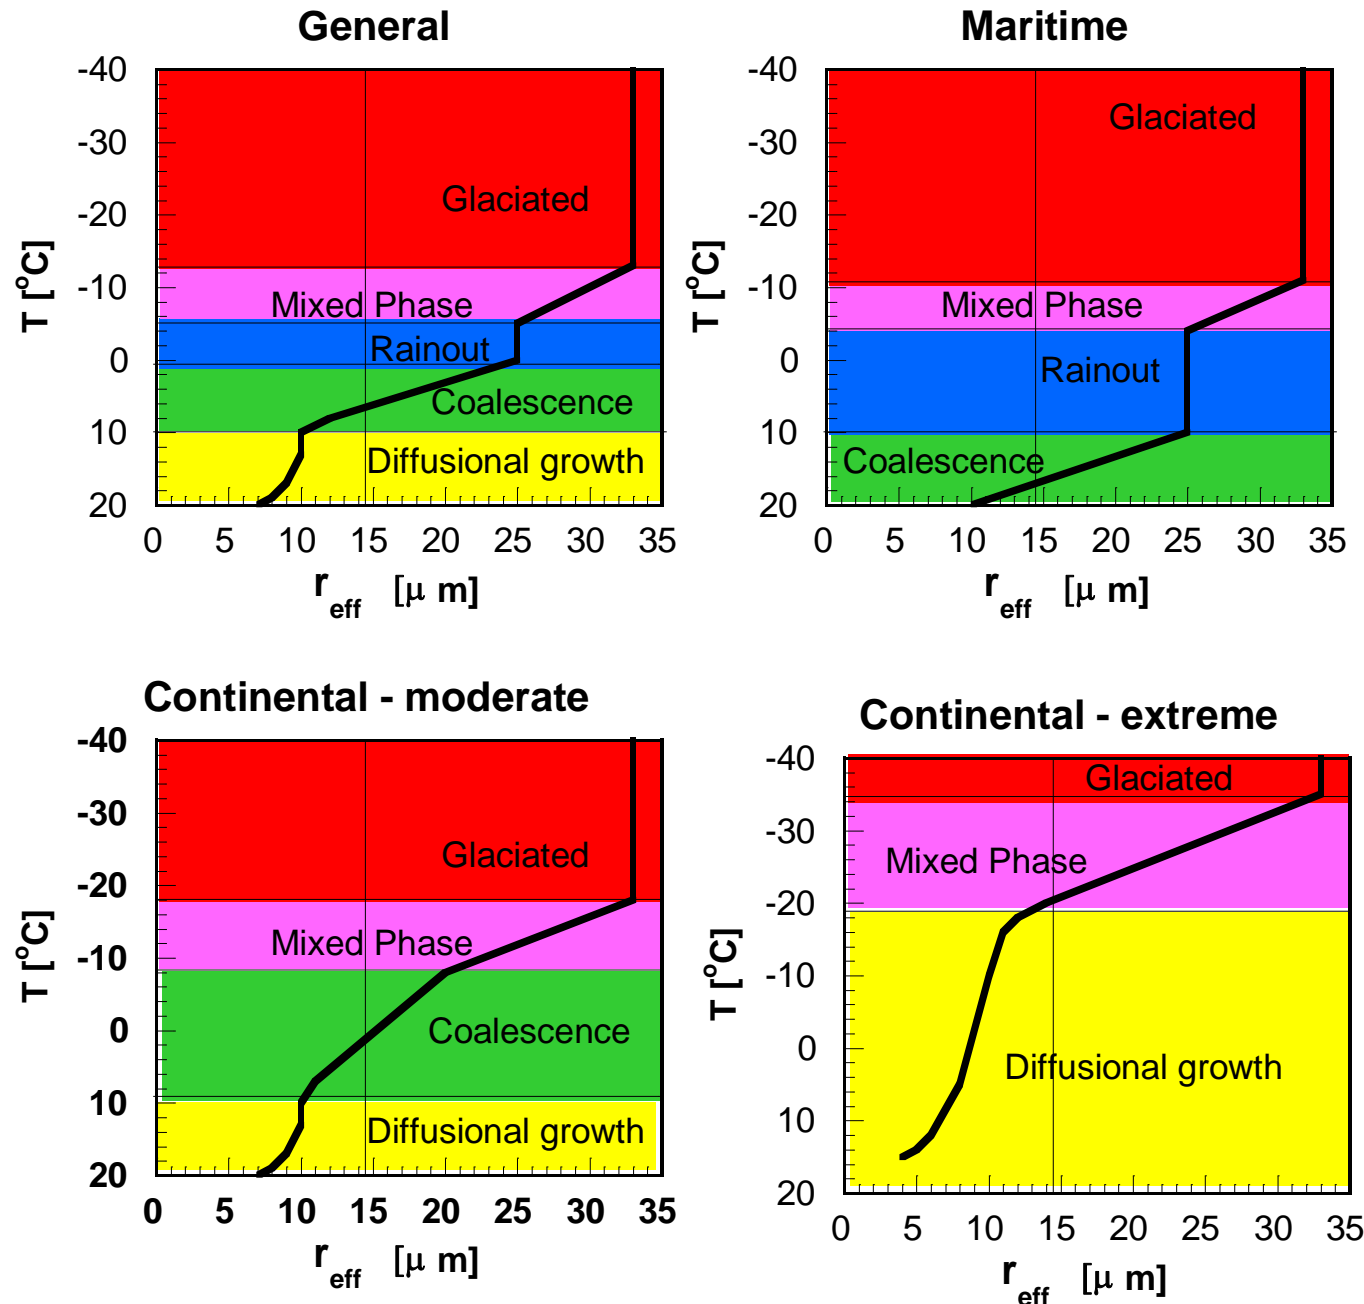 General
-40
-30
-20
-10
0
10
20
T [°C]
Glaciated
Mixed Phase
Rainout
Coalescence
Diffusional growth
0 5 10 15 20 25 30 35
r eff [μ m]
Maritime
-40
-30
-20
-10
0
10
20
T [°C]
Glaciated
Mixed Phase
Rainout
Coalescence
0 5 10 15 20 25 30 35
r eff [μ m]
Continental - moderate
-40
-30
-20
-10
0
10
20
T [°C]
Glaciated
Mixed Phase
Coalescence
Diffusional growth
0 5 10 15 20 25 30 35
r eff [μ m]
Continental - extreme
-40
-30
-20
-10
0
10
20
T [°C]
Glaciated
Mixed Phase
Diffusional growth
0 5 10 15 20 25 30 35
r eff [μ m]